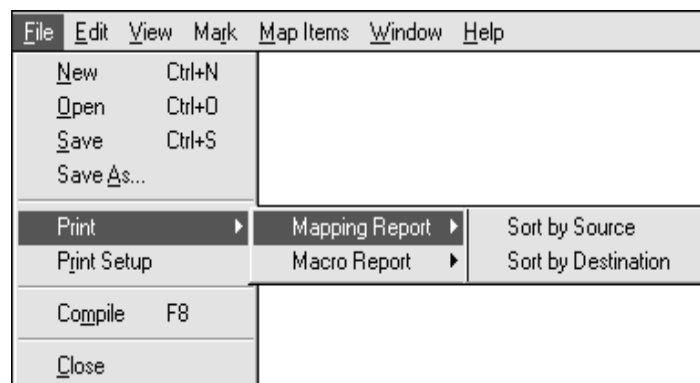 File Edit View Mark Map Items Window Help
New Ctrl+N
Open Ctrl+O
Save Ctrl+S
Save As...
Print Mapping Report Sort by Source
Print Setup Macro Report Sort by Destination
Compile F8
Close